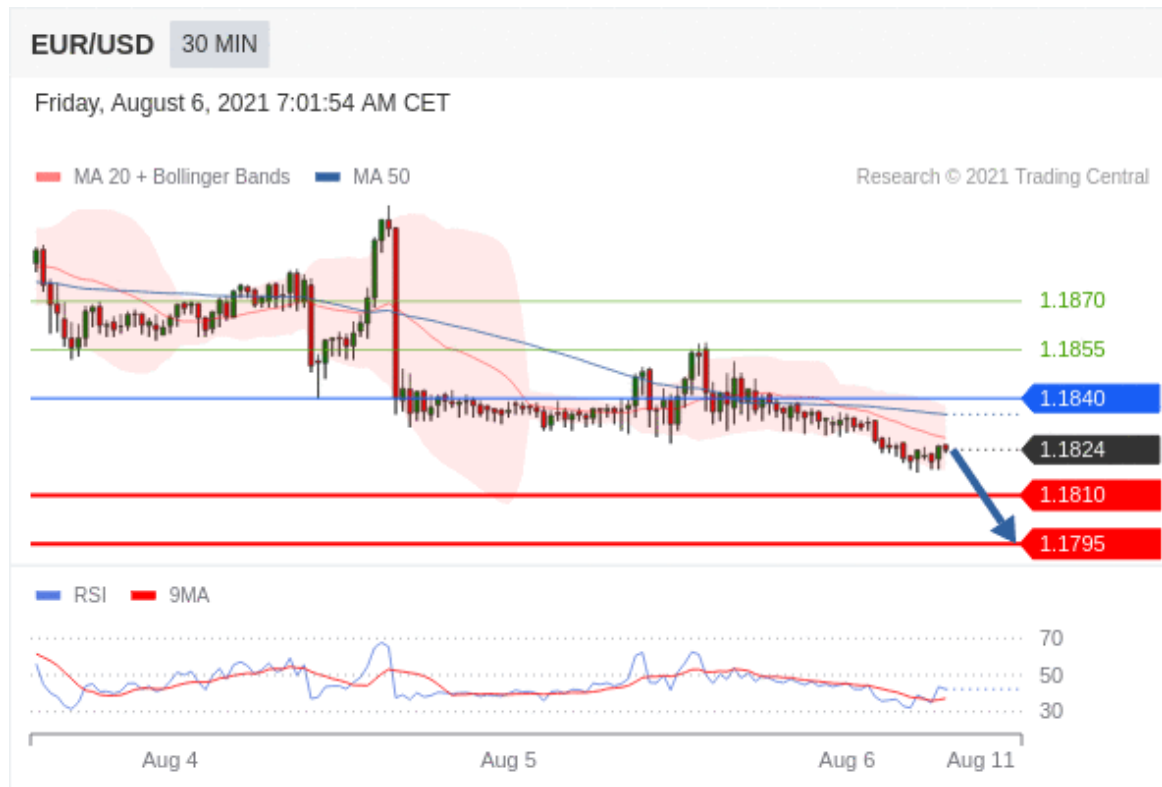 EUR/USD 30 MIN
Friday, August 6, 2021 7:01:54 AM CET
MA 20 + Bollinger Bands MA 50 Research © 2021 Trading Central
1.1870
1.1855
1.1840
1.1824
1.1810
1.1795
RSI 9MA
70
50
30
Aug 4 Aug 5 Aug 6 Aug 11